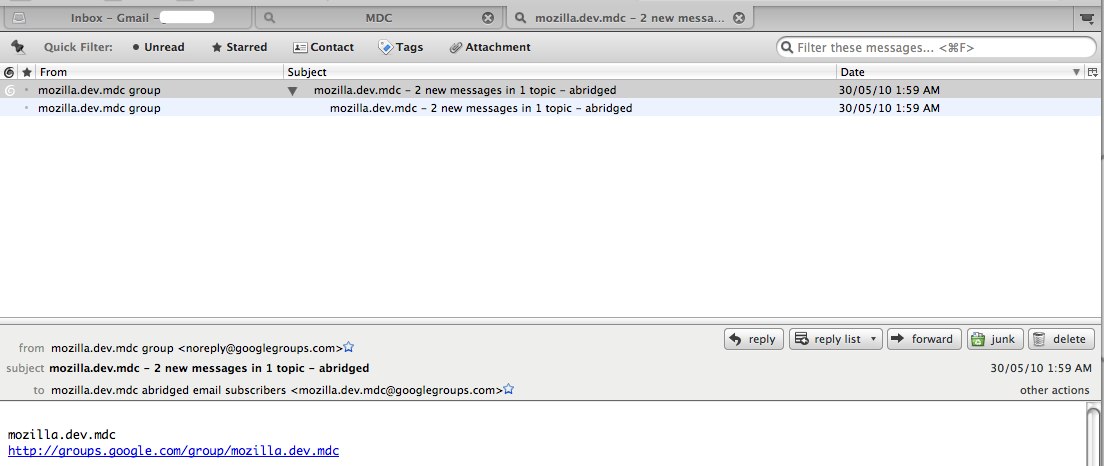 Inbox – Gmail – MDC mozilla.dev.mdc – 2 new messa...
Quick Filter: Unread Starred Contact Tags Attachment Filter these messages... <⌘F>
From Subject Date
mozilla.dev.mdc group mozilla.dev.mdc – 2 new messages in 1 topic – abridged 30/05/10 1:59 AM
mozilla.dev.mdc group mozilla.dev.mdc – 2 new messages in 1 topic – abridged 30/05/10 1:59 AM
reply reply list forward junk delete
from mozilla.dev.mdc group <noreply@googlegroups.com>
subject mozilla.dev.mdc – 2 new messages in 1 topic – abridged 30/05/10 1:59 AM
to mozilla.dev.mdc abridged email subscribers <mozilla.dev.mdc@googlegroups.com> other actions
mozilla.dev.mdc
http://groups.google.com/group/mozilla.dev.mdc